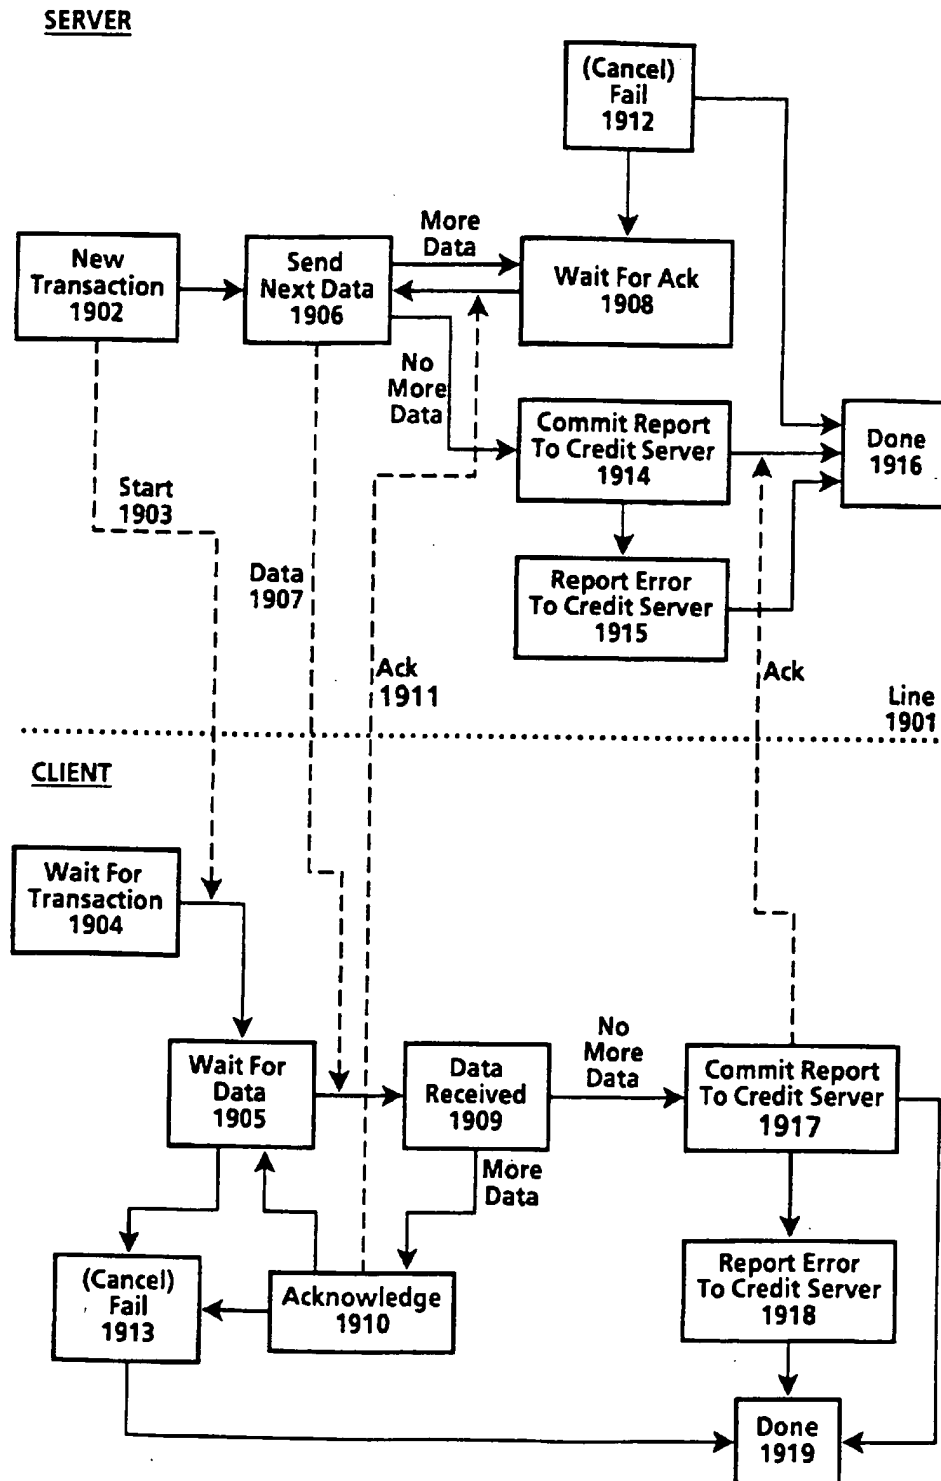 SERVER
(Cancel)
Fail
1912
New
Transaction
1902
Send
Next Data
1906
More
Data
Wait For Ack
1908
No
More
Data
Commit Report
To Credit Server
1914
Done
1916
Start
1903
Data
1907
Report Error
To Credit Server
1915
Ack
1911
Ack
Line
1901
CLIENT
Wait For
Transaction
1904
Wait For
Data
1905
Data
Received
1909
No
More
Data
Commit Report
To Credit Server
1917
More
Data
(Cancel)
Fail
1913
Acknowledge
1910
Report Error
To Credit Server
1918
Done
1919